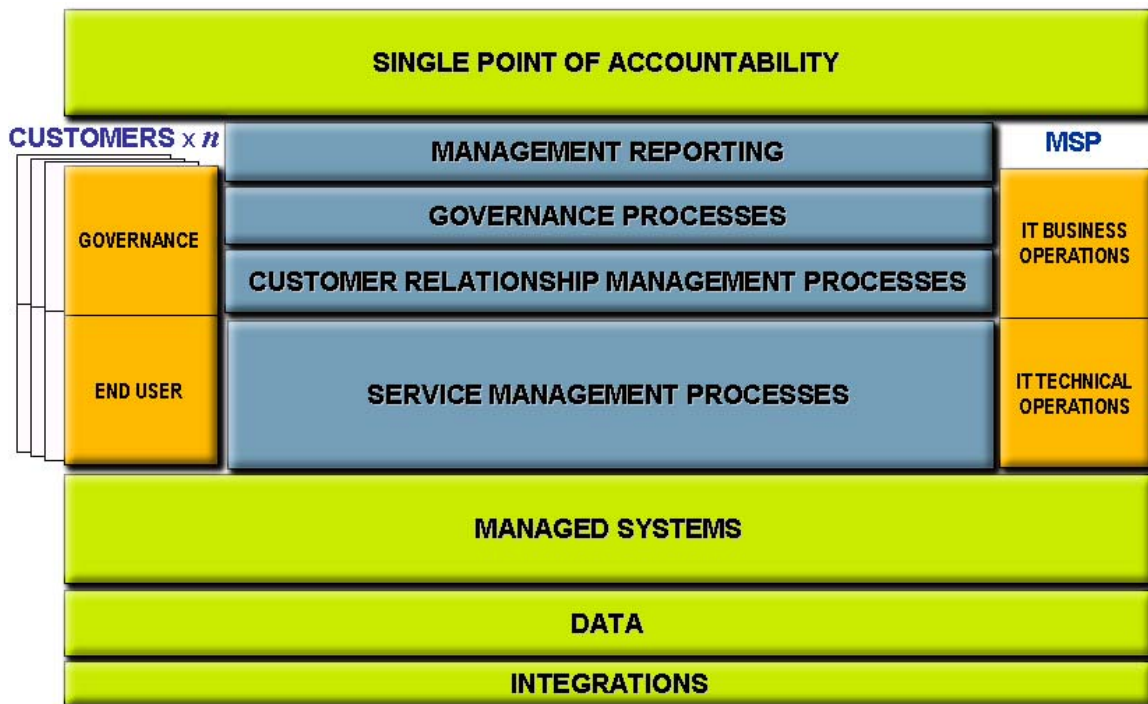 SINGLE POINT OF ACCOUNTABILITY
CUSTOMERS x n
MANAGEMENT REPORTING
MSP
GOVERNANCE PROCESSES
GOVERNANCE
IT BUSINESS
OPERATIONS
CUSTOMER RELATIONSHIP MANAGEMENT PROCESSES
END USER
SERVICE MANAGEMENT PROCESSES
IT TECHNICAL
OPERATIONS
MANAGED SYSTEMS
DATA
INTEGRATIONS